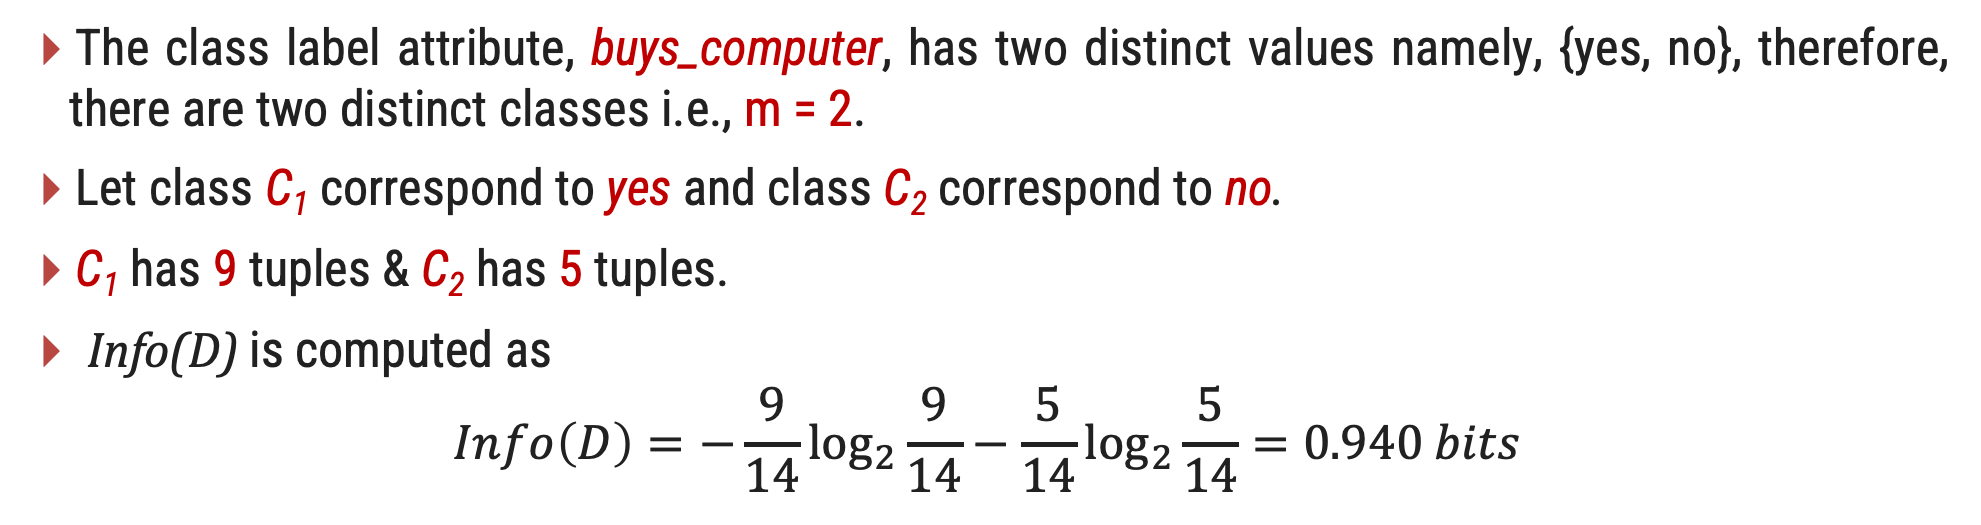 The class label attribute, buys_computer, has two distinct values namely, {yes, no}, therefore,
there are two distinct classes i.e., m = 2.
Let class C₁ correspond to yes and class C₂ correspond to no.
C₁ has 9 tuples & C₂ has 5 tuples.
Info(D) is computed as
Info(D) = −9/14 log₂ 9/14 − 5/14 log₂ 5/14 = 0.940 bits